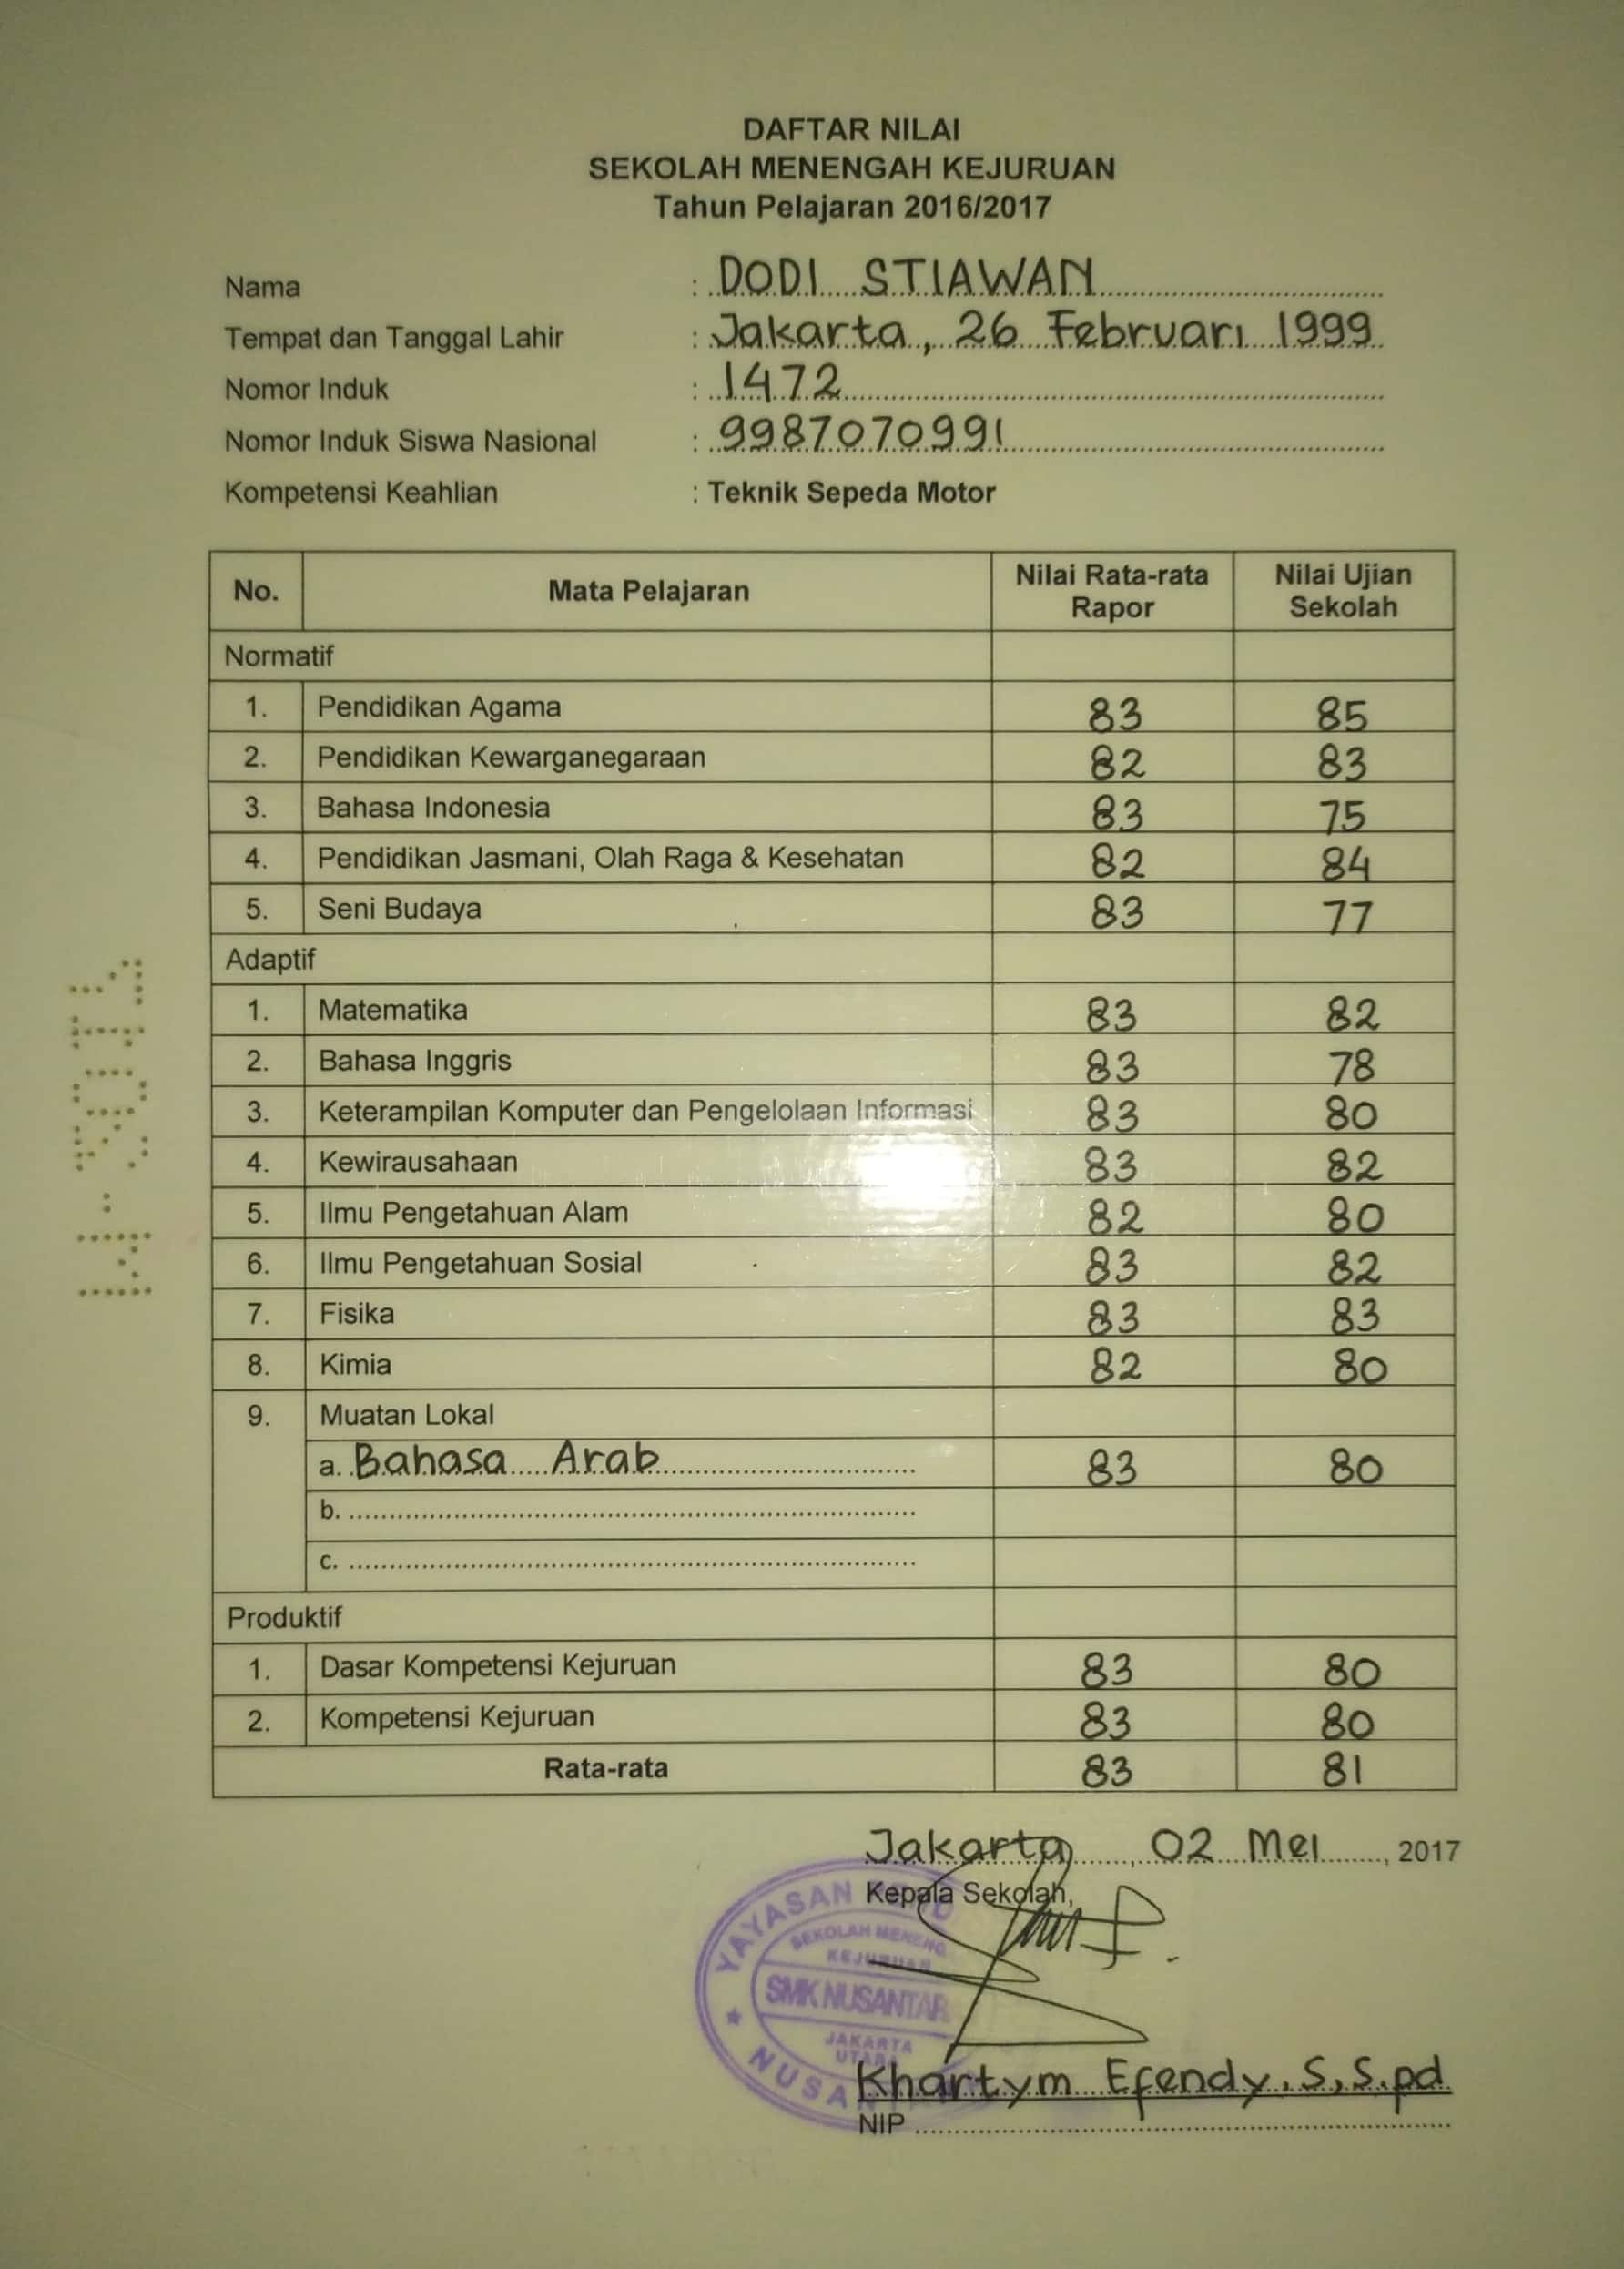 DAFTAR NILAI
SEKOLAH MENENGAH KEJURUAN
Tahun Pelajaran 2016/2017
Nama : DODI STIAWAN
Tempat dan Tanggal Lahir : Jakarta, 26 Februari 1999
Nomor Induk : 1472
Nomor Induk Siswa Nasional : 9987070991
Kompetensi Keahlian : Teknik Sepeda Motor
No. Mata Pelajaran Nilai Rata-rata Rapor Nilai Ujian Sekolah
Normatif
1. Pendidikan Agama 83 85
2. Pendidikan Kewarganegaraan 82 83
3. Bahasa Indonesia 83 75
4. Pendidikan Jasmani, Olah Raga & Kesehatan 82 84
5. Seni Budaya 83 77
Adaptif
1. Matematika 83 82
2. Bahasa Inggris 83 78
3. Keterampilan Komputer dan Pengelolaan Informasi 83 80
4. Kewirausahaan 83 82
5. Ilmu Pengetahuan Alam 82 80
6. Ilmu Pengetahuan Sosial 83 82
7. Fisika 83 83
8. Kimia 82 80
9. Muatan Lokal
a. Bahasa Arab 83 80
b.
c.
Produktif
1. Dasar Kompetensi Kejuruan 83 80
2. Kompetensi Kejuruan 83 80
Rata-rata 83 81
Jakarta, 02 Mei, 2017
Kepala Sekolah,
YAYASAN
SEKOLAH
KEJURUAN
SMK NUSANTAR
JAKARTA
UTARA
Khartym Efendy, S, S.pd
NIP